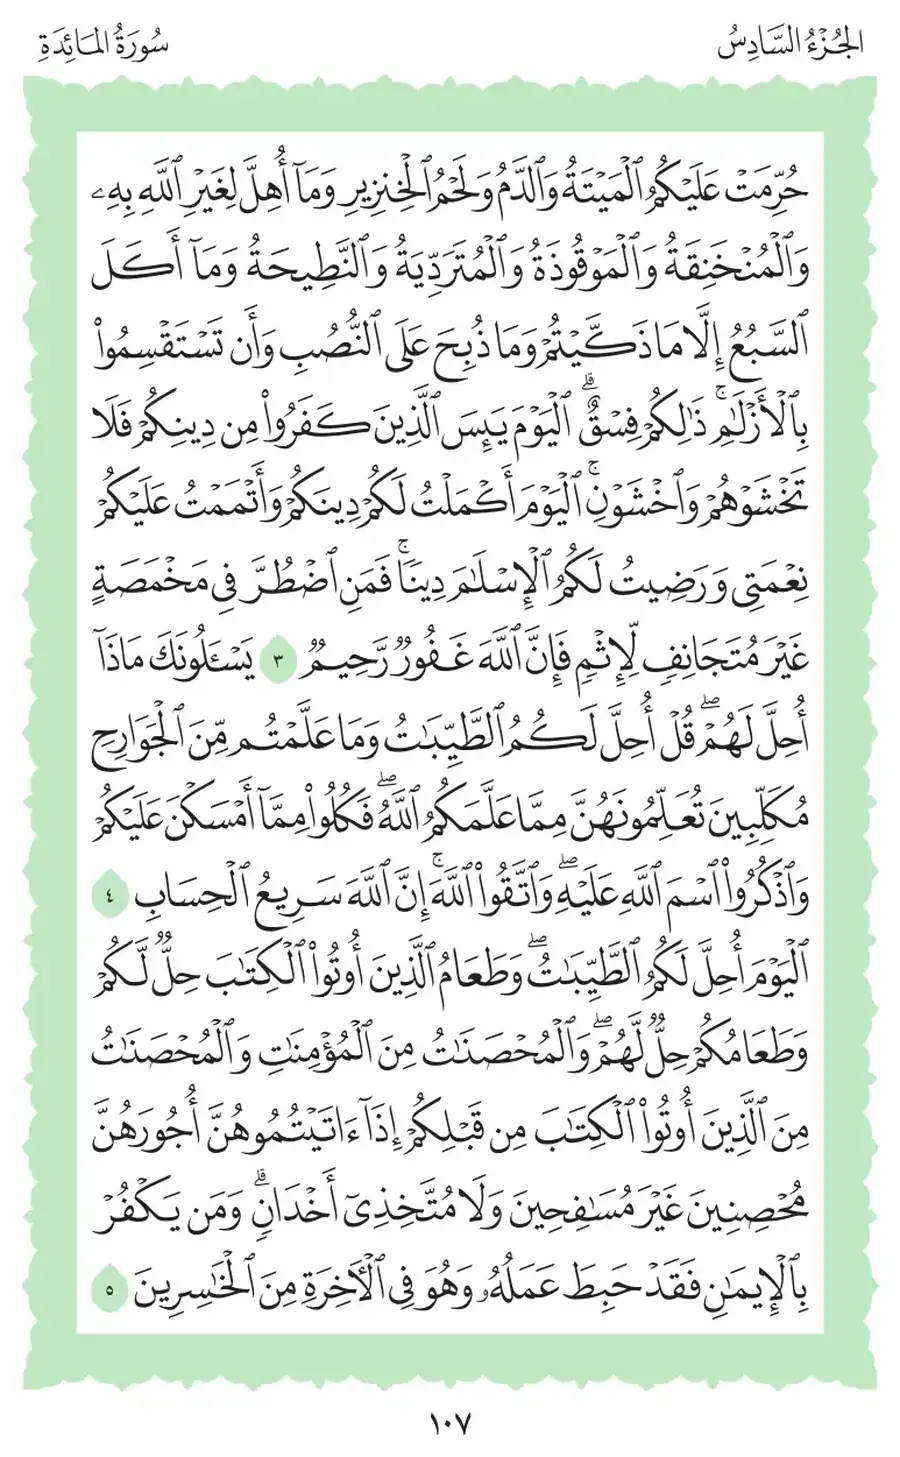 الجُزْءُ السَّادِسُ
سُورَةُ المَائِدَةِ
حُرِّمَتْ عَلَيْكُمُ ٱلْمَيْتَةُ وَٱلدَّمُ وَلَحْمُ ٱلْخِنزِيرِ وَمَآ أُهِلَّ لِغَيْرِ ٱللَّهِ بِهِۦ
وَٱلْمُنْخَنِقَةُ وَٱلْمَوْقُوذَةُ وَٱلْمُتَرَدِّيَةُ وَٱلنَّطِيحَةُ وَمَآ أَكَلَ
ٱلسَّبُعُ إِلَّا مَا ذَكَّيْتُمْ وَمَا ذُبِحَ عَلَى ٱلنُّصُبِ وَأَن تَسْتَقْسِمُوا۟
بِٱلْأَزْلَـٰمِ ۚ ذَٰلِكُمْ فِسْقٌ ۗ ٱلْيَوْمَ يَئِسَ ٱلَّذِينَ كَفَرُوا۟ مِن دِينِكُمْ فَلَا
تَخْشَوْهُمْ وَٱخْشَوْنِ ۚ ٱلْيَوْمَ أَكْمَلْتُ لَكُمْ دِينَكُمْ وَأَتْمَمْتُ عَلَيْكُمْ
نِعْمَتِى وَرَضِيتُ لَكُمُ ٱلْإِسْلَـٰمَ دِينًا ۚ فَمَنِ ٱضْطُرَّ فِى مَخْمَصَةٍ
غَيْرَ مُتَجَانِفٍ لِّإِثْمٍ فَإِنَّ ٱللَّهَ غَفُورٌ رَّحِيمٌ ٣ يَسْـَٔلُونَكَ مَاذَآ
أُحِلَّ لَهُمْ ۖ قُلْ أُحِلَّ لَكُمُ ٱلطَّيِّبَـٰتُ وَمَا عَلَّمْتُم مِّنَ ٱلْجَوَارِحِ
مُكَلِّبِينَ تُعَلِّمُونَهُنَّ مِمَّا عَلَّمَكُمُ ٱللَّهُ ۖ فَكُلُوا۟ مِمَّآ أَمْسَكْنَ عَلَيْكُمْ
وَٱذْكُرُوا۟ ٱسْمَ ٱللَّهِ عَلَيْهِ ۖ وَٱتَّقُوا۟ ٱللَّهَ ۚ إِنَّ ٱللَّهَ سَرِيعُ ٱلْحِسَابِ ٤
ٱلْيَوْمَ أُحِلَّ لَكُمُ ٱلطَّيِّبَـٰتُ ۖ وَطَعَامُ ٱلَّذِينَ أُوتُوا۟ ٱلْكِتَـٰبَ حِلٌّ لَّكُمْ
وَطَعَامُكُمْ حِلٌّ لَّهُمْ ۖ وَٱلْمُحْصَنَـٰتُ مِنَ ٱلْمُؤْمِنَـٰتِ وَٱلْمُحْصَنَـٰتُ
مِنَ ٱلَّذِينَ أُوتُوا۟ ٱلْكِتَـٰبَ مِن قَبْلِكُمْ إِذَآ ءَاتَيْتُمُوهُنَّ أُجُورَهُنَّ
مُحْصِنِينَ غَيْرَ مُسَـٰفِحِينَ وَلَا مُتَّخِذِىٓ أَخْدَانٍ ۗ وَمَن يَكْفُرْ
بِٱلْإِيمَـٰنِ فَقَدْ حَبِطَ عَمَلُهُۥ وَهُوَ فِى ٱلْـَٔاخِرَةِ مِنَ ٱلْخَـٰسِرِينَ ٥
١٠٧